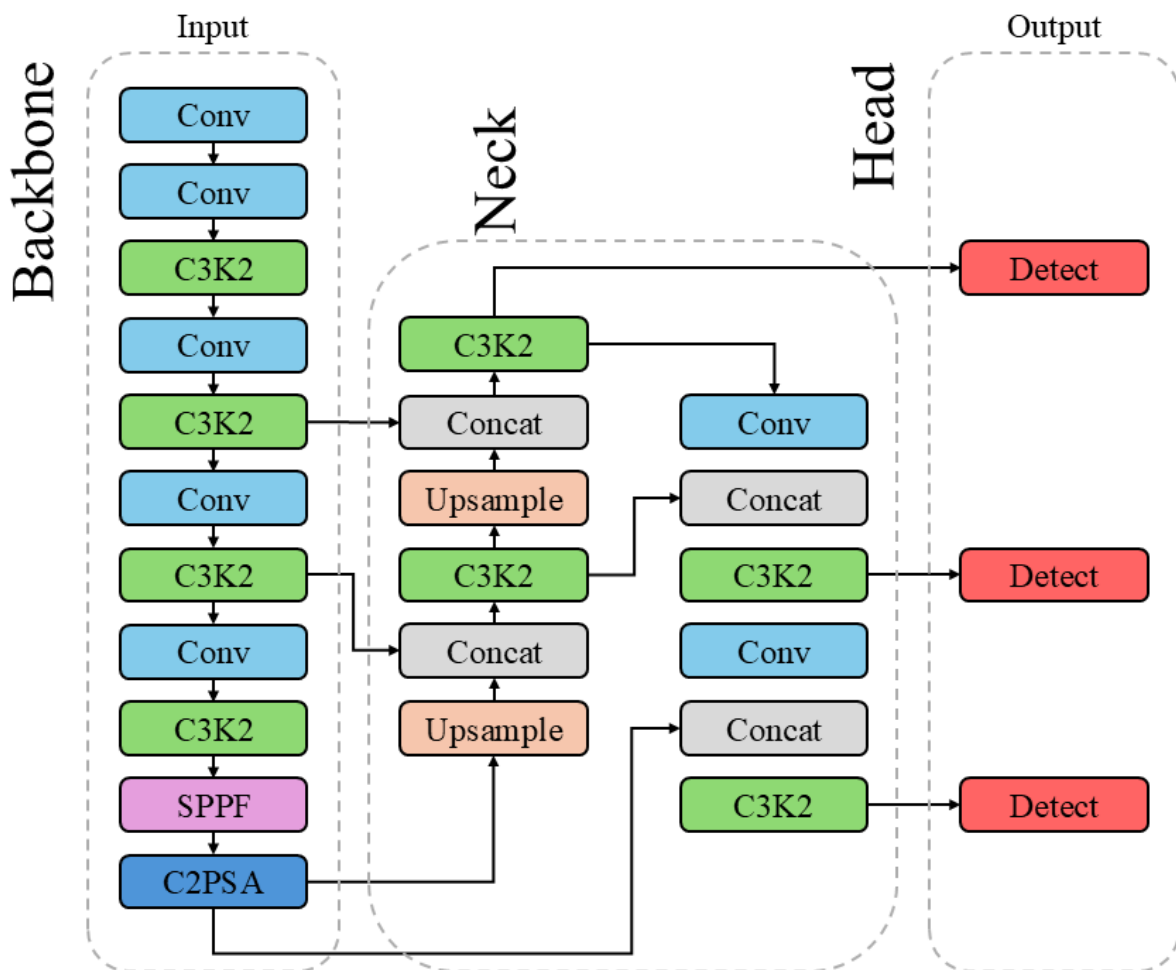 Input
Output
Backbone
Neck
Head
Conv
Conv
C3K2
Conv
C3K2
Conv
C3K2
Conv
C3K2
SPPF
C2PSA
C3K2
Concat
Upsample
C3K2
Concat
Upsample
Conv
Concat
C3K2
Conv
Concat
C3K2
Detect
Detect
Detect